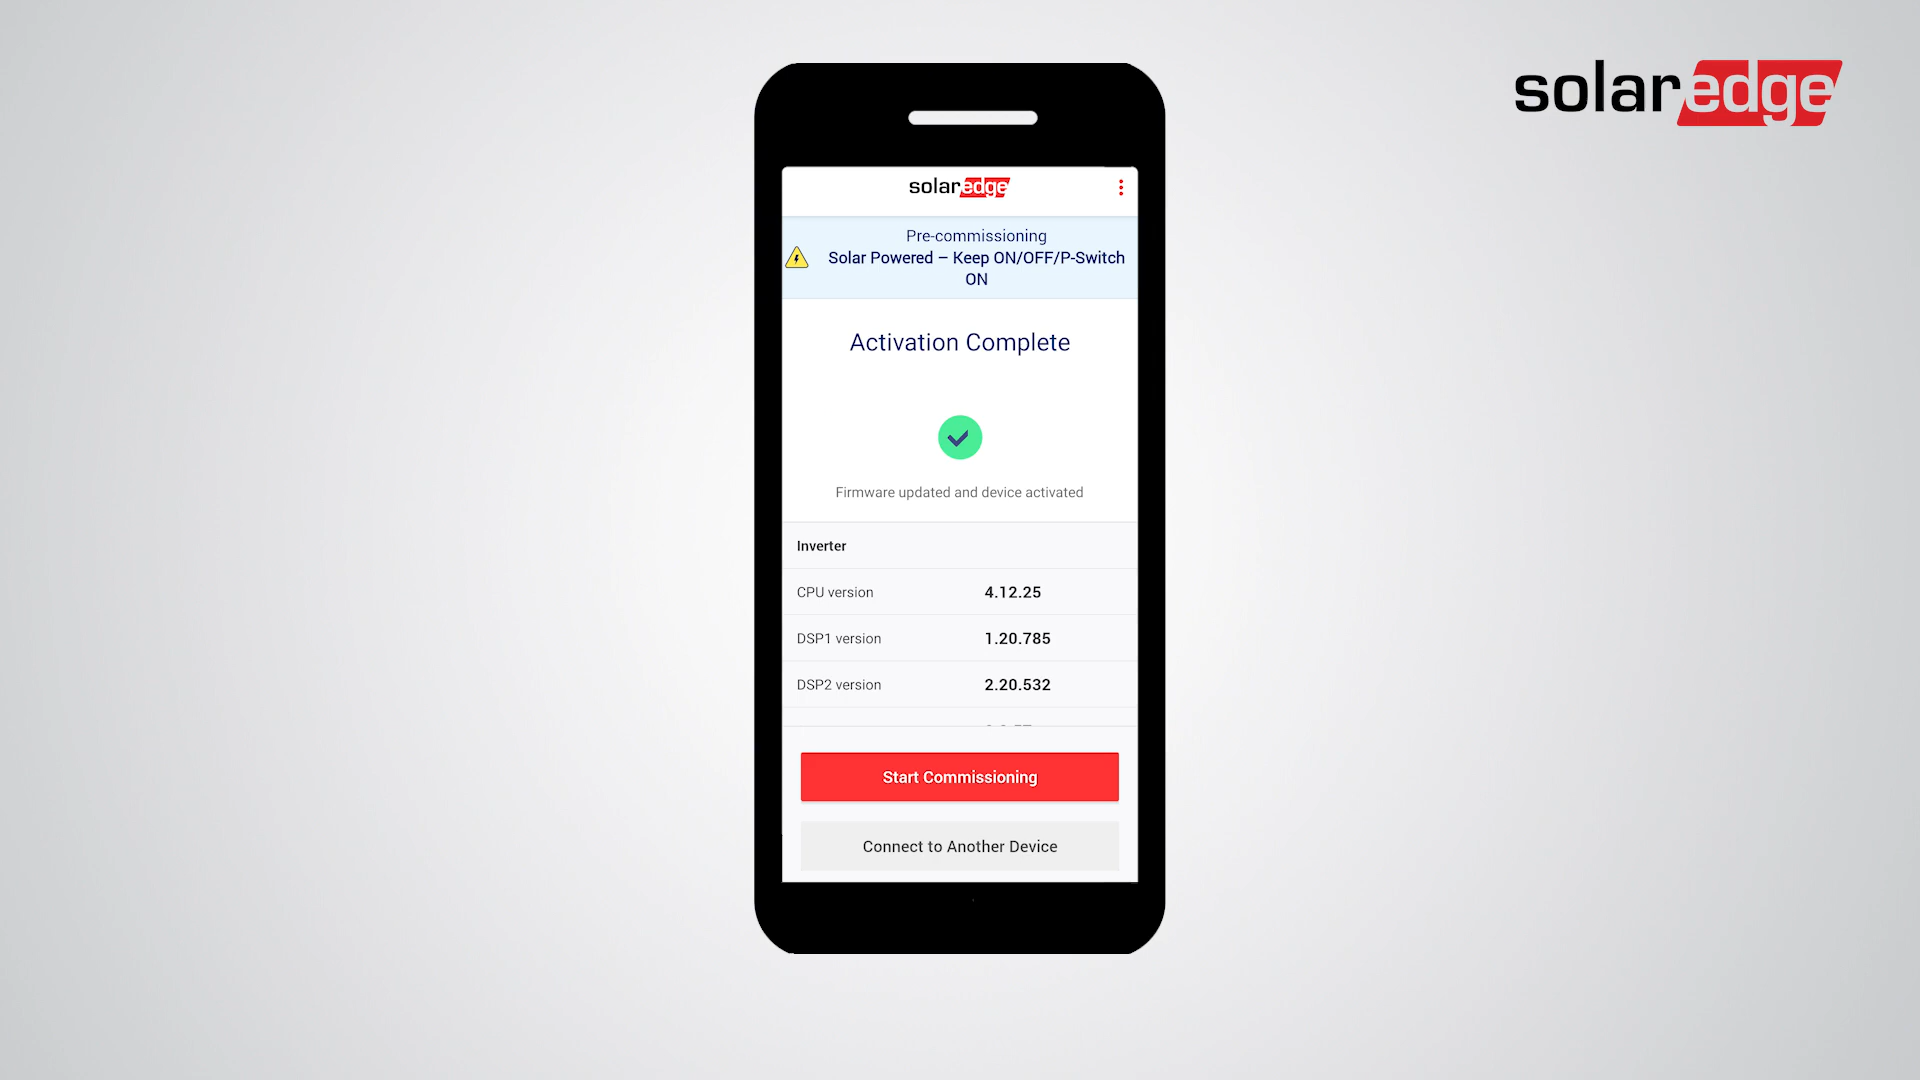 solaredge
solaredge
Pre-commissioning
Solar Powered – Keep ON/OFF/P-Switch
ON
Activation Complete
Firmware updated and device activated
Inverter
CPU version 4.12.25
DSP1 version 1.20.785
DSP2 version 2.20.532
Start Commissioning
Connect to Another Device